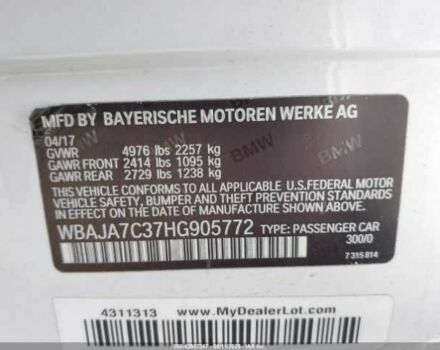 MFD BY BAYERISCHE MOTOREN WERKE AG
04/17
GVWR 4976 lbs 2257 kg
GAWR FRONT 2414 lbs 1095 kg
GAWR REAR 2729 lbs 1238 kg
THIS VEHICLE CONFORMS TO ALL APPLICABLE U.S.FEDERAL MOTOR
VEHICLE SAFETY, BUMPER, AND THEFT PREVENTION STANDARDS
IN EFFECT ON THE DATE OF MANUFACTURE SHOWN ABOVE.
WBAJA7C37HG905772 TYPE: PASSENGER CAR
300/0
7 315 814
4311313 www.MyDealerLot.com